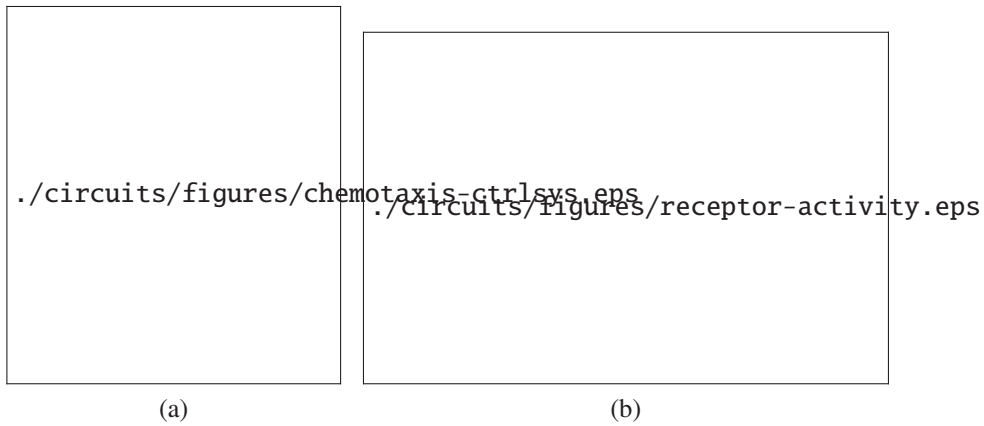 ./circuits/figures/chemotaxis-ctrlsys.eps
./circuits/figures/receptor-activity.eps
(a)
(b)